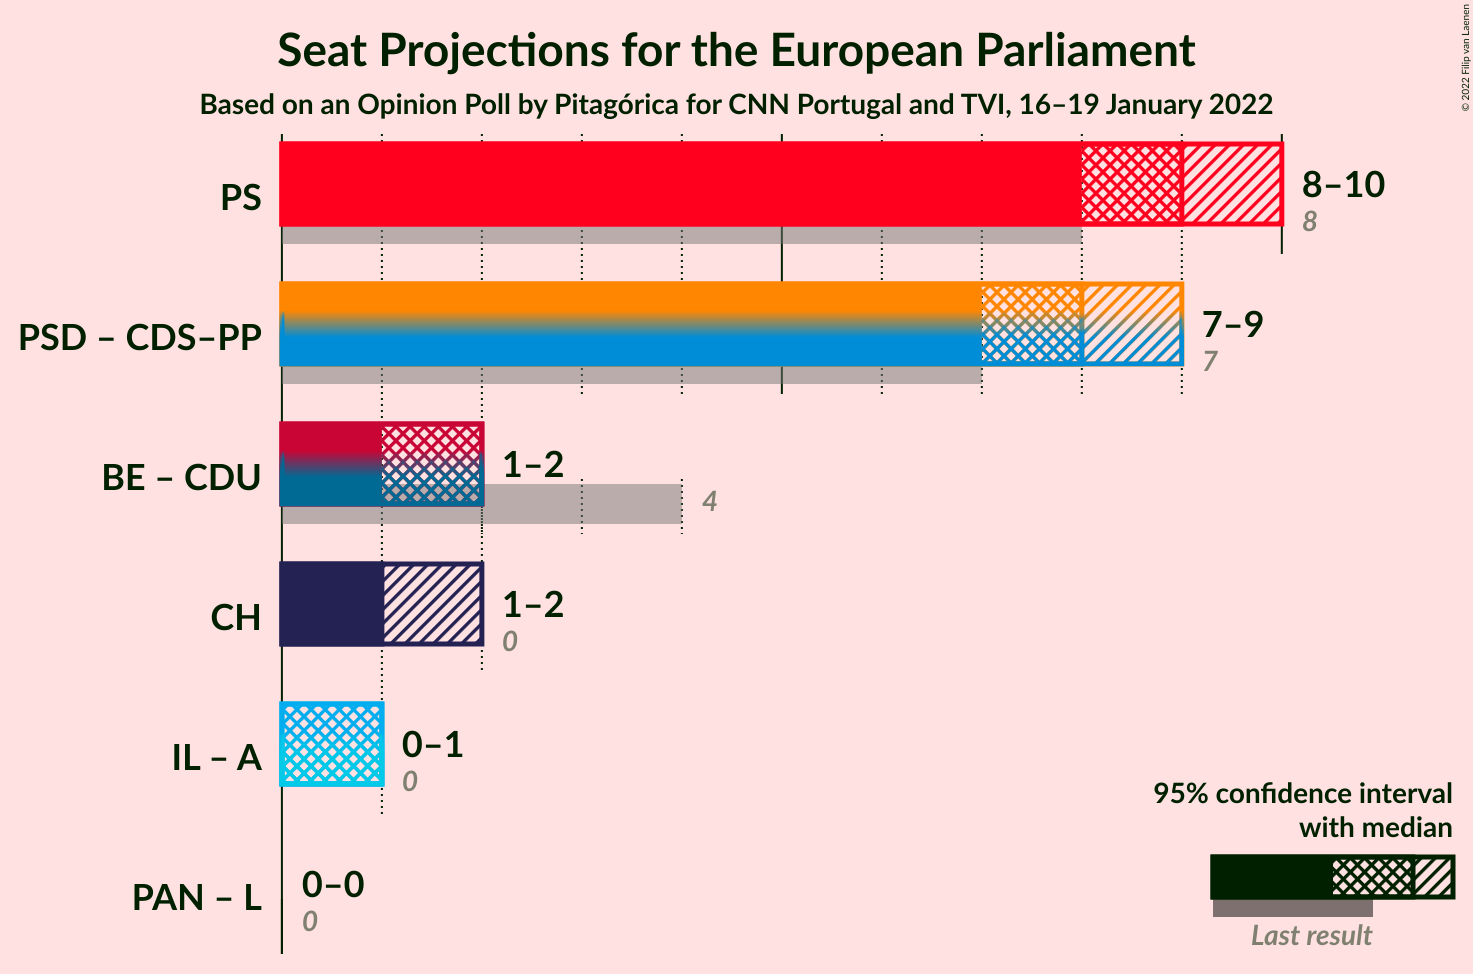 Seat Projections for the European Parliament
Based on an Opinion Poll by Pitagórica for CNN Portugal and TVI, 16–19 January 2022
© 2022 Filip van Laenen
PS
8–10
8
PSD – CDS–PP
7–9
7
BE – CDU
1–2
4
CH
1–2
0
IL – A
0–1
0
PAN – L
0–0
0
95% confidence interval
with median
Last result